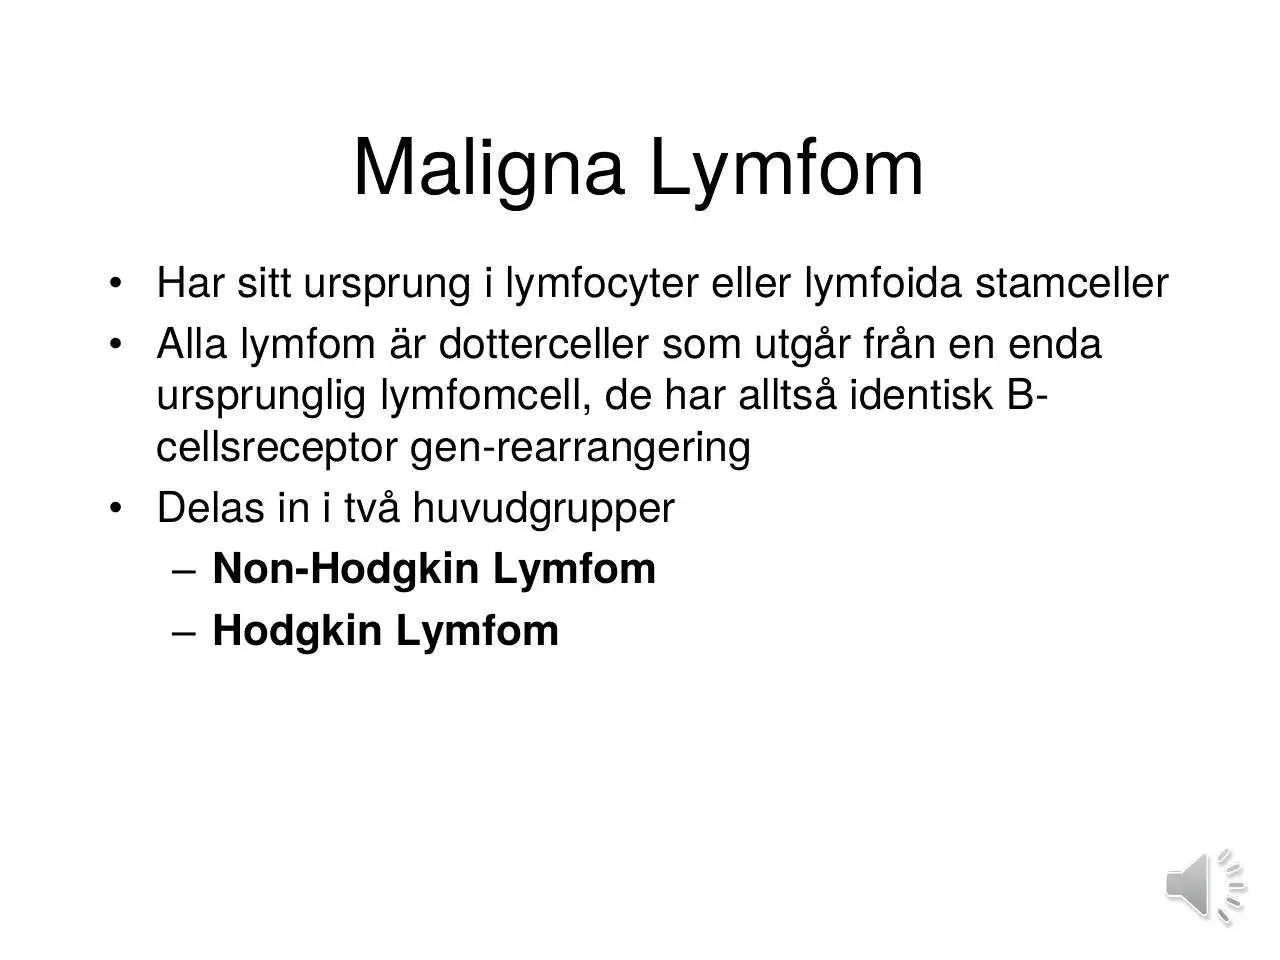 Maligna Lymfom
• Har sitt ursprung i lymfocyter eller lymfoida stamceller
• Alla lymfom är dotterceller som utgår från en enda
ursprunglig lymfomcell, de har alltså identisk B-
cellsreceptor gen-rearrangering
• Delas in i två huvudgrupper
– Non-Hodgkin Lymfom
– Hodgkin Lymfom